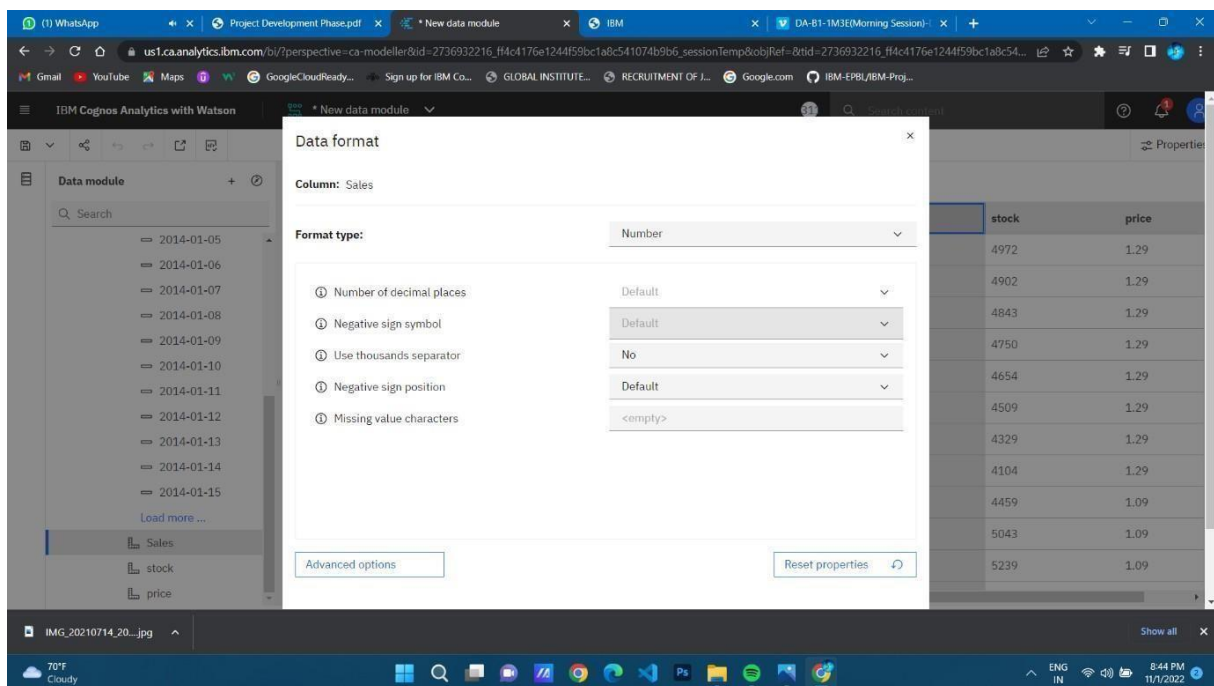 (1) WhatsApp
Project Development Phase.pdf
* New data module
IBM
DA-B1-1M3E(Morning Session)-
us1.ca.analytics.ibm.com/bi/?perspective=ca-modeller&id=2736932216_ff4c4176e1244f59bc1a8c541074b9b6_sessionTemp&objRef=&tid=2736932216_ff4c4176e1244f59bc1a8c54...
Gmail YouTube Maps GoogleCloudReady... Sign up for IBM Co... GLOBAL INSTITUTE... RECRUITMENT OF J... Google.com IBM-EPBL/IBM-Proj...
IBM Cognos Analytics with Watson
* New data module
31
Search content
Properties
Data module
Search
2014-01-05
2014-01-06
2014-01-07
2014-01-08
2014-01-09
2014-01-10
2014-01-11
2014-01-12
2014-01-13
2014-01-14
2014-01-15
Load more ...
Sales
stock
price
Data format
Column: Sales
Format type: Number
Number of decimal places Default
Negative sign symbol Default
Use thousands separator No
Negative sign position Default
Missing value characters <empty>
Advanced options
Reset properties
stock price
4972 1.29
4902 1.29
4843 1.29
4750 1.29
4654 1.29
4509 1.29
4329 1.29
4104 1.29
4459 1.09
5043 1.09
5239 1.09
IMG_20210714_20....jpg
Show all
70°F
Cloudy
Ps
ENG
IN
8:44 PM
11/1/2022
2